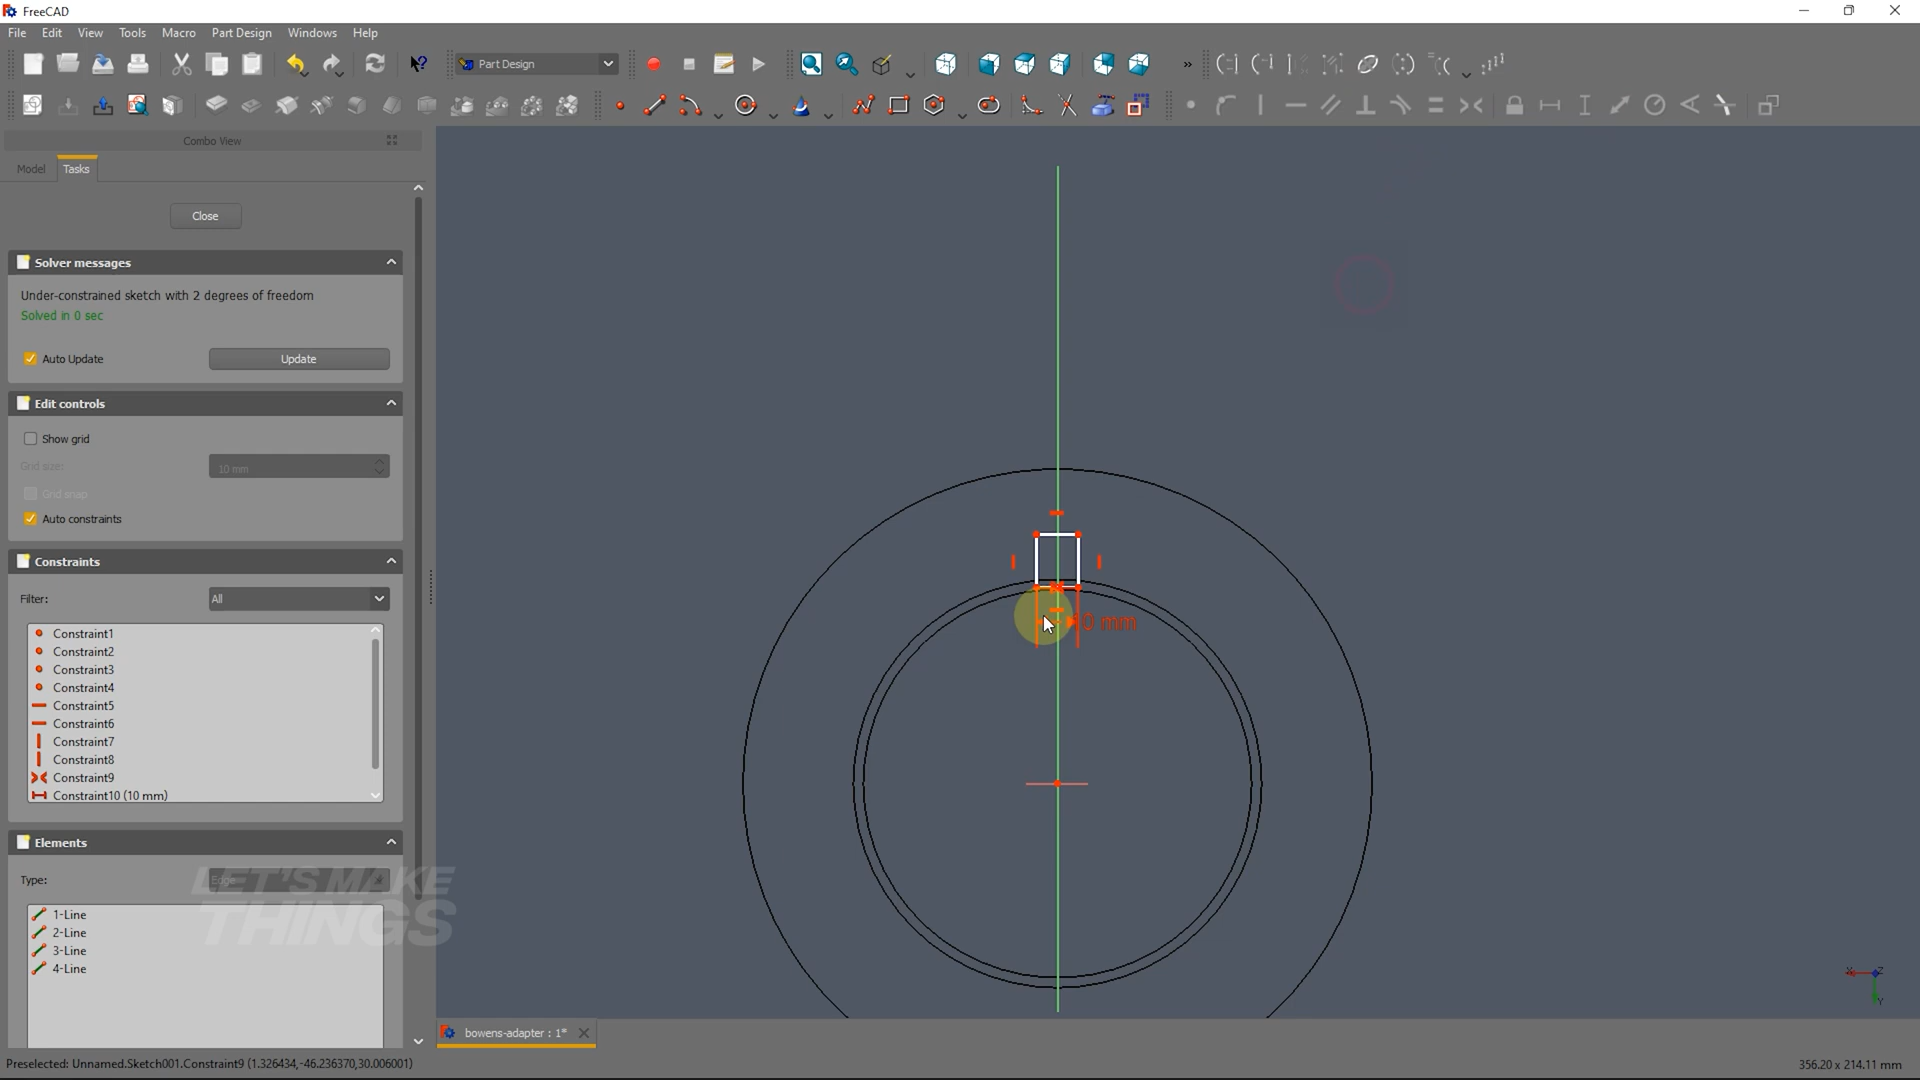 FreeCAD
File Edit View Tools Macro Part Design Windows Help
Part Design
Combo View
Model Tasks
Close
Solver messages
Under-constrained sketch with 2 degrees of freedom
Solved in 0 sec
Auto Update Update
Edit controls
Show grid
Grid size: 10 mm
Grid snap
Auto constraints
Constraints
Filter: All
Constraint1
Constraint2
Constraint3
Constraint4
Constraint5
Constraint6
Constraint7
Constraint8
Constraint9
Constraint10 (10 mm)
Elements
Type: Edge
LET'S MAKE
THINGS
1-Line
2-Line
3-Line
4-Line
0 mm
X Z
Y
bowens-adapter : 1*
Preselected: Unnamed.Sketch001.Constraint9 (1.326434,-46.236370,30.006001)
356.20 x 214.11 mm